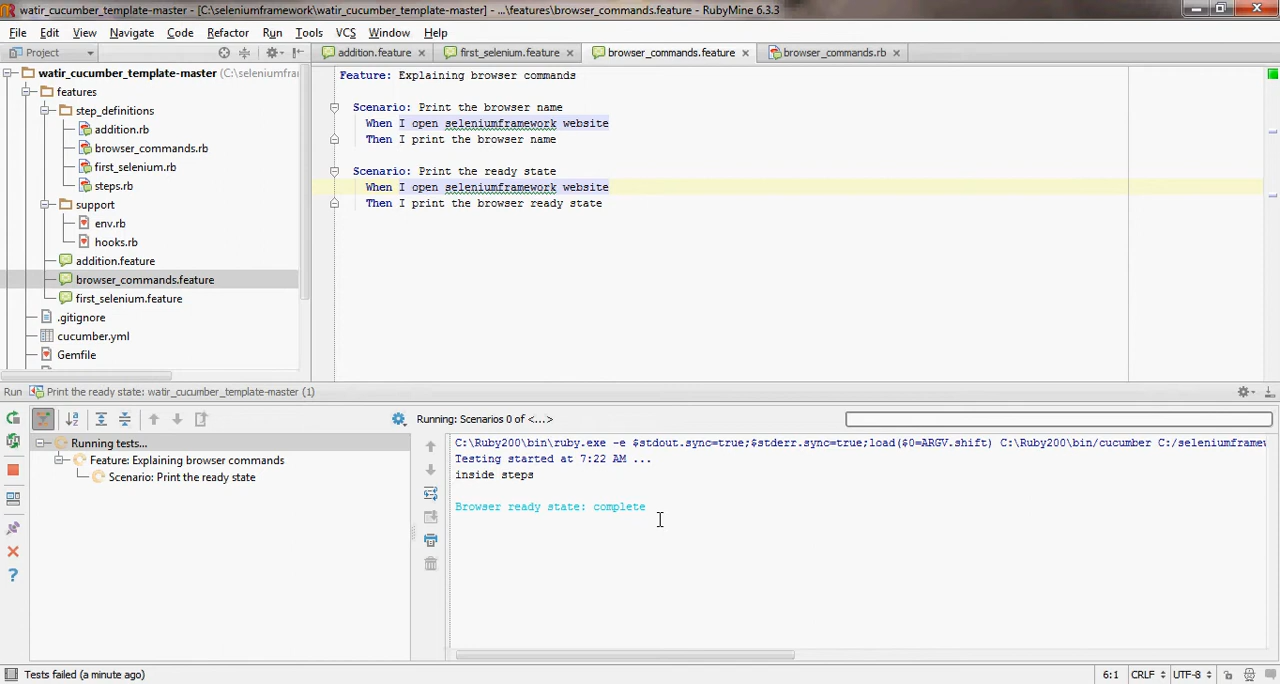 watir_cucumber_template-master - [C:\seleniumframework\watir_cucumber_template-master] - ...\features\browser_commands.feature - RubyMine 6.3.3
File Edit View Navigate Code Refactor Run Tools VCS Window Help
Project
addition.feature first_selenium.feature browser_commands.feature browser_commands.rb
watir_cucumber_template-master (C:\seleniumfra
features
step_definitions
addition.rb
browser_commands.rb
first_selenium.rb
steps.rb
support
env.rb
hooks.rb
addition.feature
browser_commands.feature
first_selenium.feature
.gitignore
cucumber.yml
Gemfile
Feature: Explaining browser commands
Scenario: Print the browser name
When I open seleniumframework website
Then I print the browser name
Scenario: Print the ready state
When I open seleniumframework website
Then I print the browser ready state
Run Print the ready state: watir_cucumber_template-master (1)
Running: Scenarios 0 of <...>
Running tests...
Feature: Explaining browser commands
Scenario: Print the ready state
C:\Ruby200\bin\ruby.exe -e $stdout.sync=true;$stderr.sync=true;load($0=ARGV.shift) C:\Ruby200\bin/cucumber C:/seleniumframew
Testing started at 7:22 AM ...
inside steps
Browser ready state: complete
Tests failed (a minute ago)
6:1 CRLF UTF-8